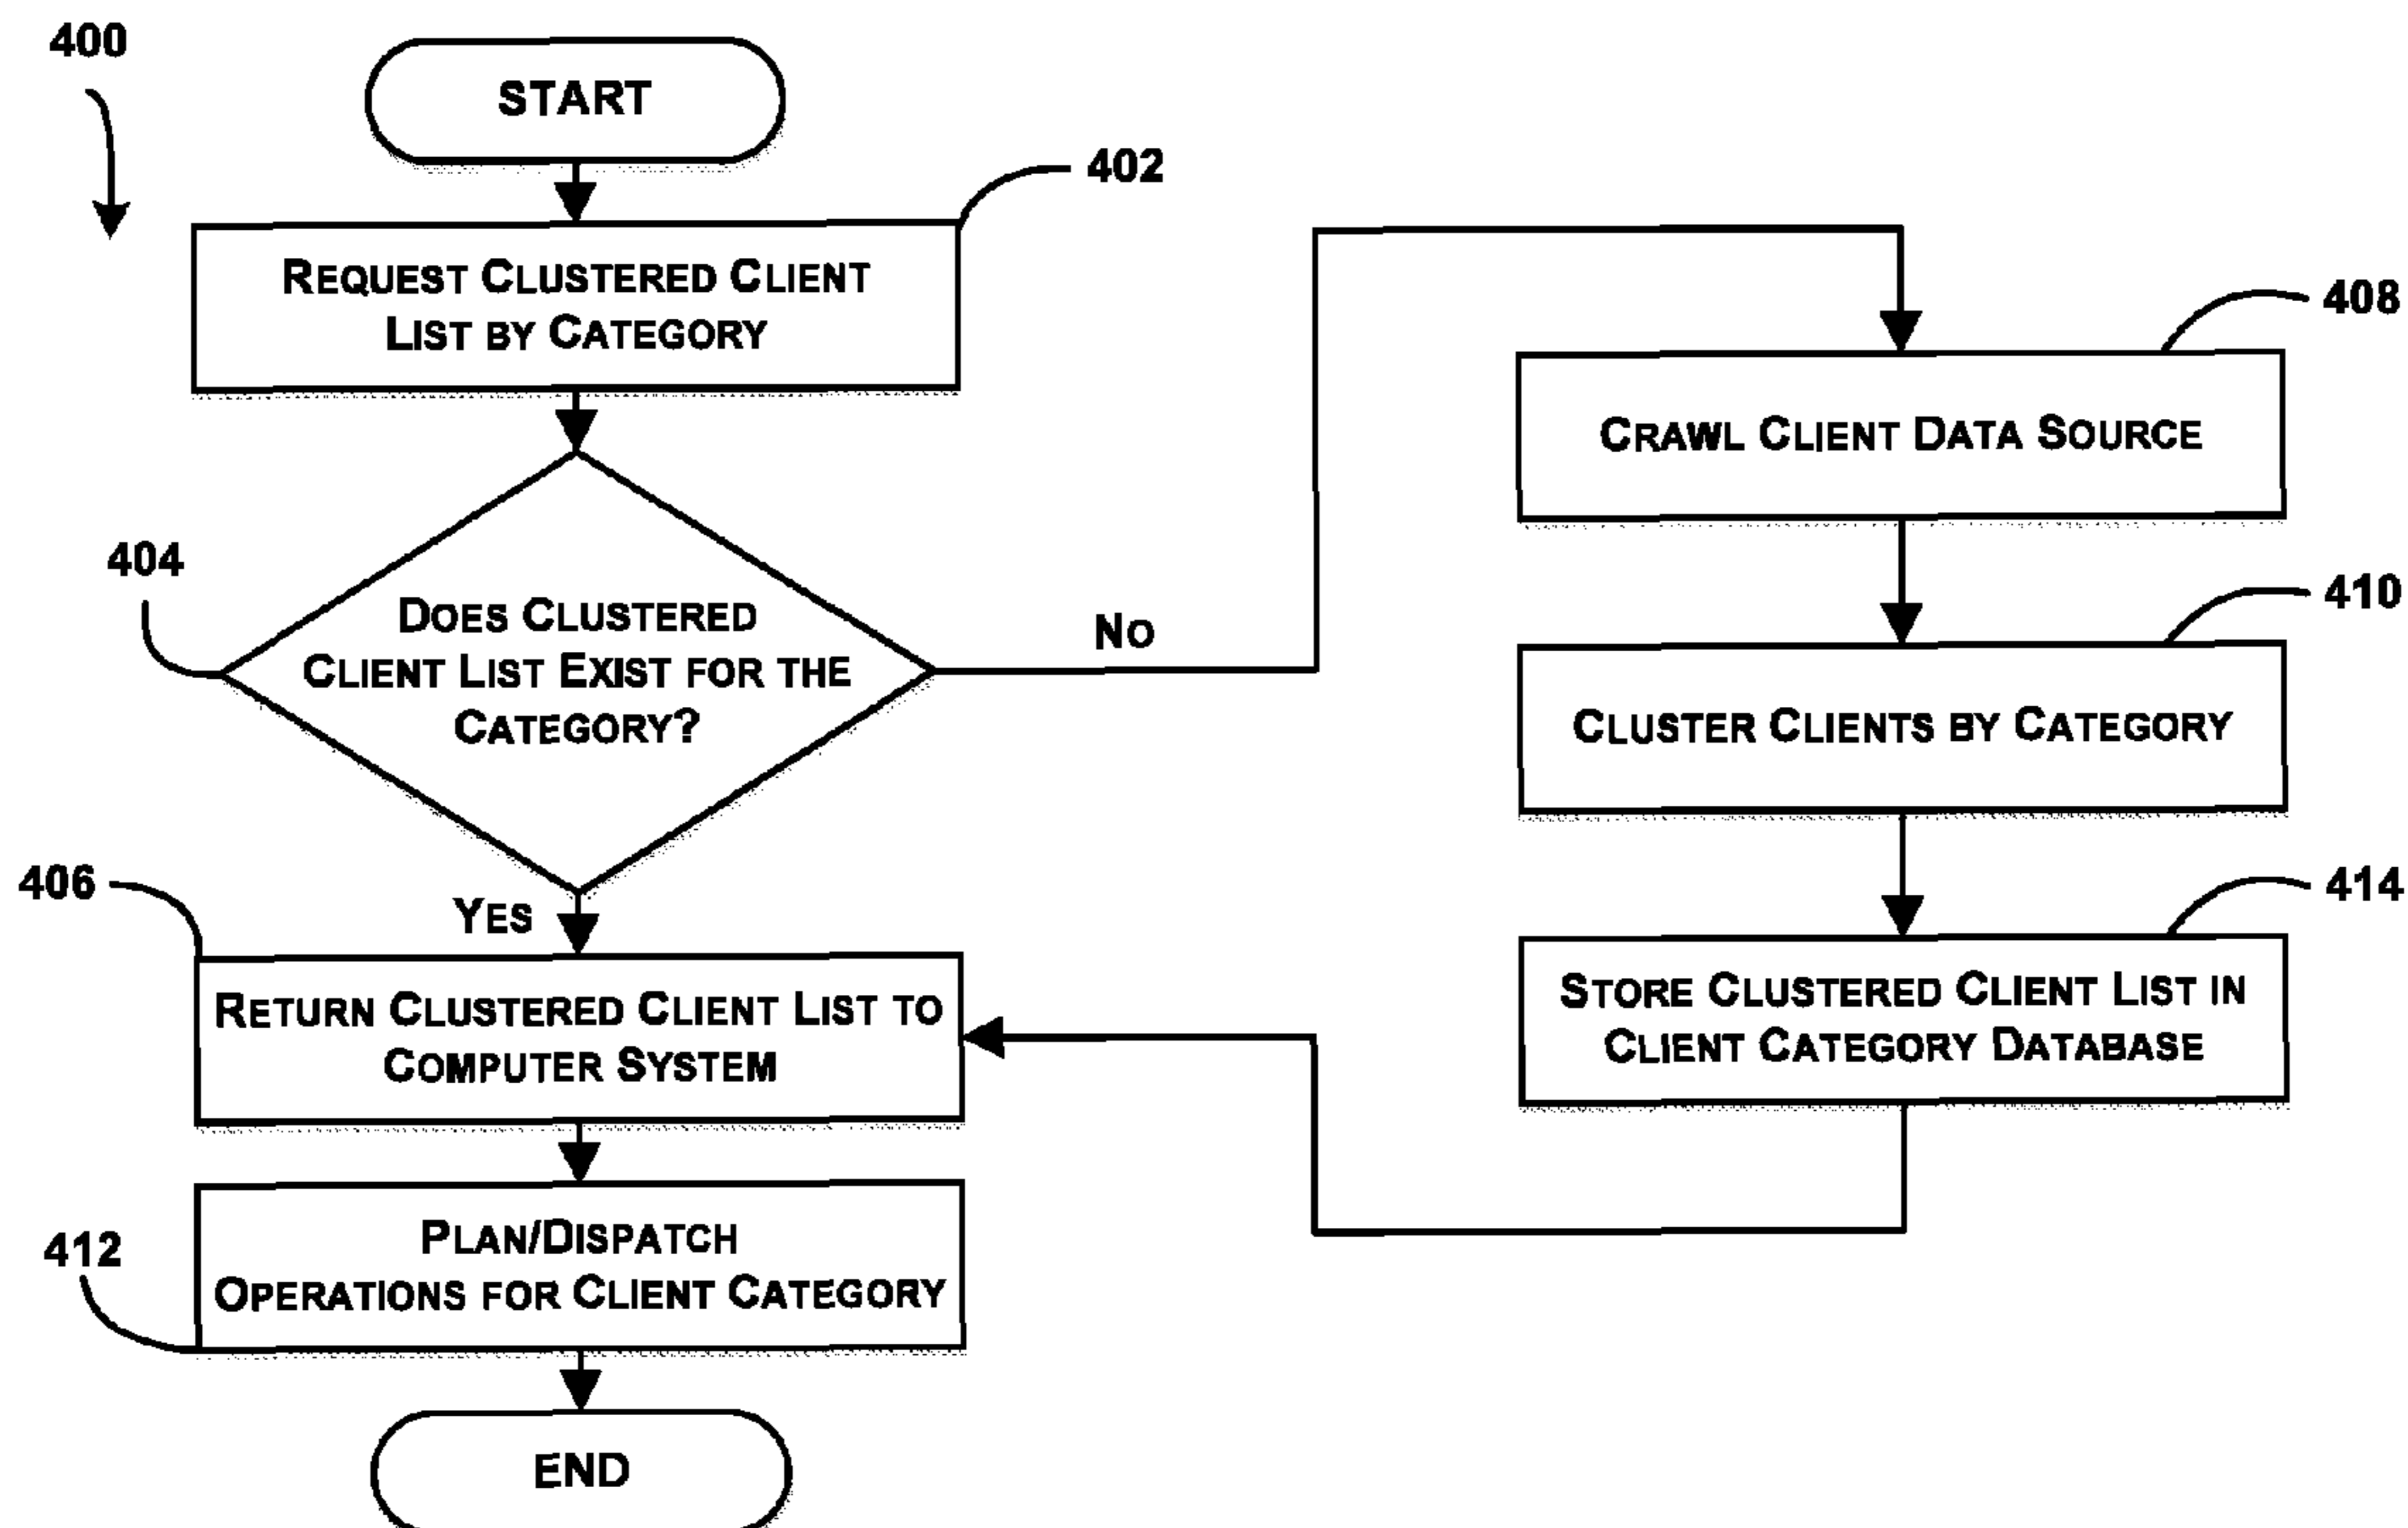 400
START
402
REQUEST CLUSTERED CLIENT
LIST BY CATEGORY
404
DOES CLUSTERED
CLIENT LIST EXIST FOR THE
CATEGORY?
NO
YES
406
RETURN CLUSTERED CLIENT LIST TO
COMPUTER SYSTEM
412
PLAN/DISPATCH
OPERATIONS FOR CLIENT CATEGORY
END
408
CRAWL CLIENT DATA SOURCE
410
CLUSTER CLIENTS BY CATEGORY
414
STORE CLUSTERED CLIENT LIST IN
CLIENT CATEGORY DATABASE